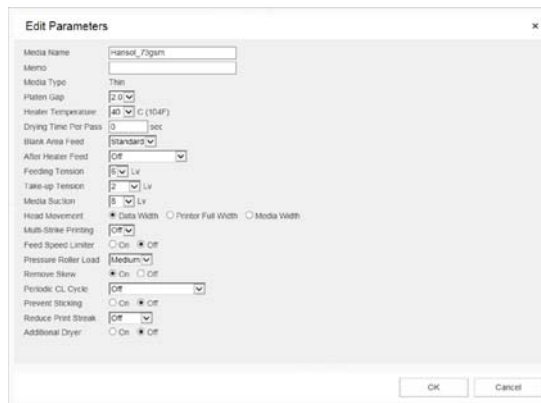 Edit Parameters ×
Media Name Hansol_73gsm
Memo
Media Type Thin
Platen Gap 2.0
Heater Temperature 40 C (104F)
Drying Time Per Pass 0 sec
Blank Area Feed Standard
After Heater Feed Off
Feeding Tension 6 Lv
Take-up Tension 2 Lv
Media Suction 8 Lv
Head Movement Data Width Printer Full Width Media Width
Multi-Strike Printing Off
Feed Speed Limiter On Off
Pressure Roller Load Medium
Remove Skew On Off
Periodic CL Cycle Off
Prevent Sticking On Off
Reduce Print Streak Off
Additional Dryer On Off
OK Cancel